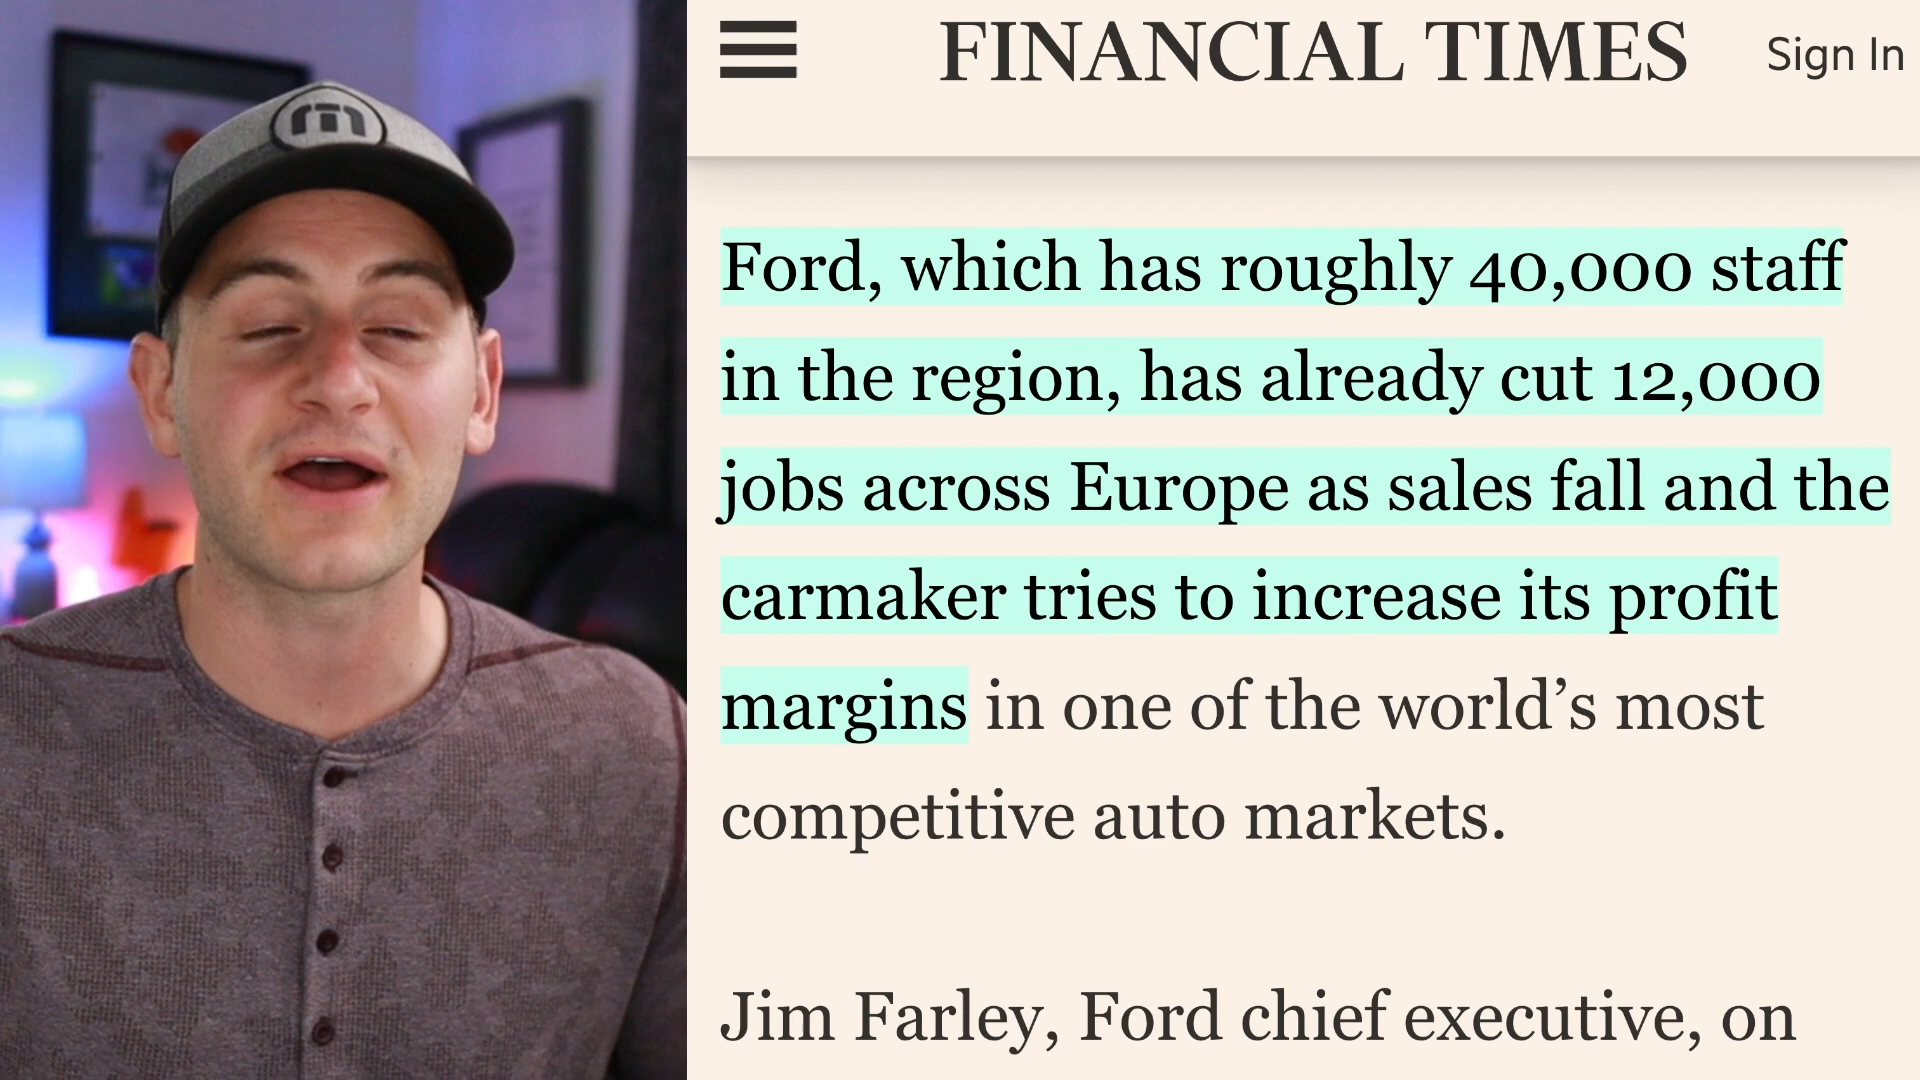 FINANCIAL TIMES
Sign In
Ford, which has roughly 40,000 staff
in the region, has already cut 12,000
jobs across Europe as sales fall and the
carmaker tries to increase its profit
margins in one of the world’s most
competitive auto markets.
Jim Farley, Ford chief executive, on